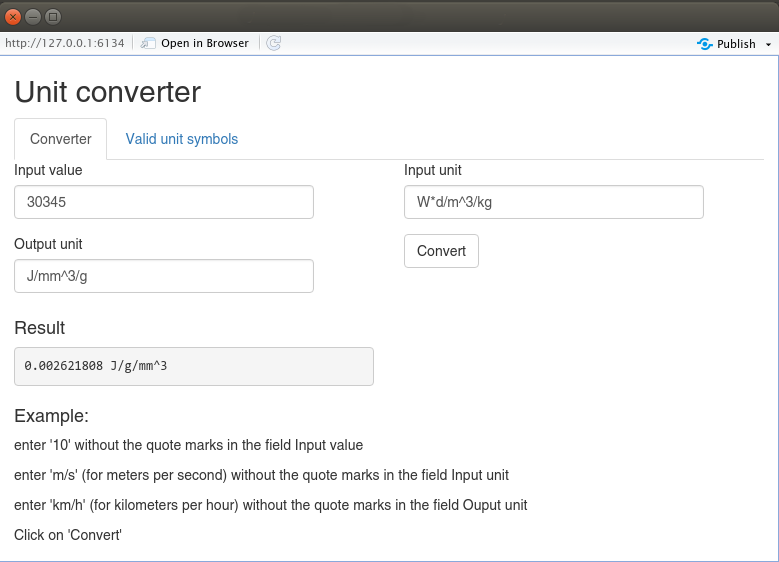 http://127.0.0.1:6134 Open in Browser Publish
Unit converter
Converter Valid unit symbols
Input value Input unit
30345 W*d/m^3/kg
Output unit
Convert
J/mm^3/g
Result
0.002621808 J/g/mm^3
Example:
enter '10' without the quote marks in the field Input value
enter 'm/s' (for meters per second) without the quote marks in the field Input unit
enter 'km/h' (for kilometers per hour) without the quote marks in the field Ouput unit
Click on 'Convert'